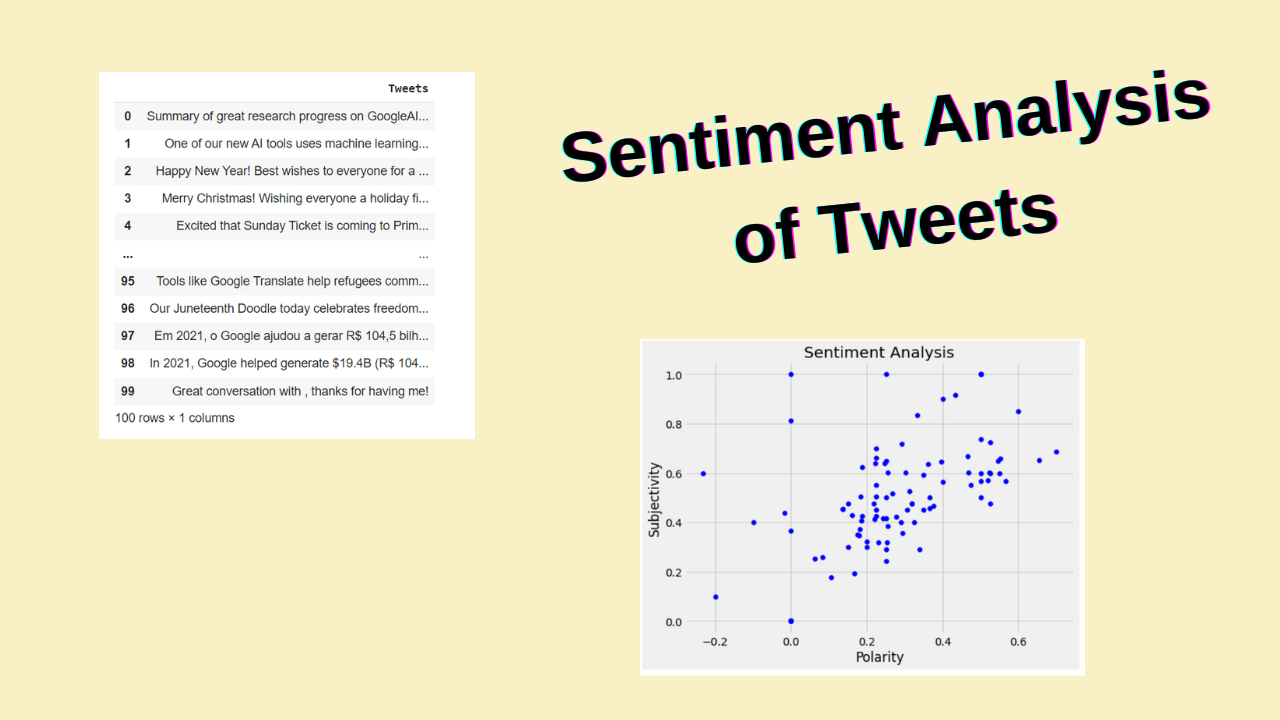 Tweets
0 Summary of great research progress on GoogleAI...
1 One of our new AI tools uses machine learning...
2 Happy New Year! Best wishes to everyone for a ...
3 Merry Christmas! Wishing everyone a holiday fi...
4 Excited that Sunday Ticket is coming to Prim...
... ...
95 Tools like Google Translate help refugees comm...
96 Our Juneteenth Doodle today celebrates freedom...
97 Em 2021, o Google ajudou a gerar R$ 104,5 bilh...
98 In 2021, Google helped generate $19.4B (R$ 104...
99 Great conversation with , thanks for having me!
100 rows × 1 columns
Sentiment Analysis
of Tweets
Sentiment Analysis
Subjectivity
1.0
0.8
0.6
0.4
0.2
0.0
−0.2 0.0 0.2 0.4 0.6
Polarity